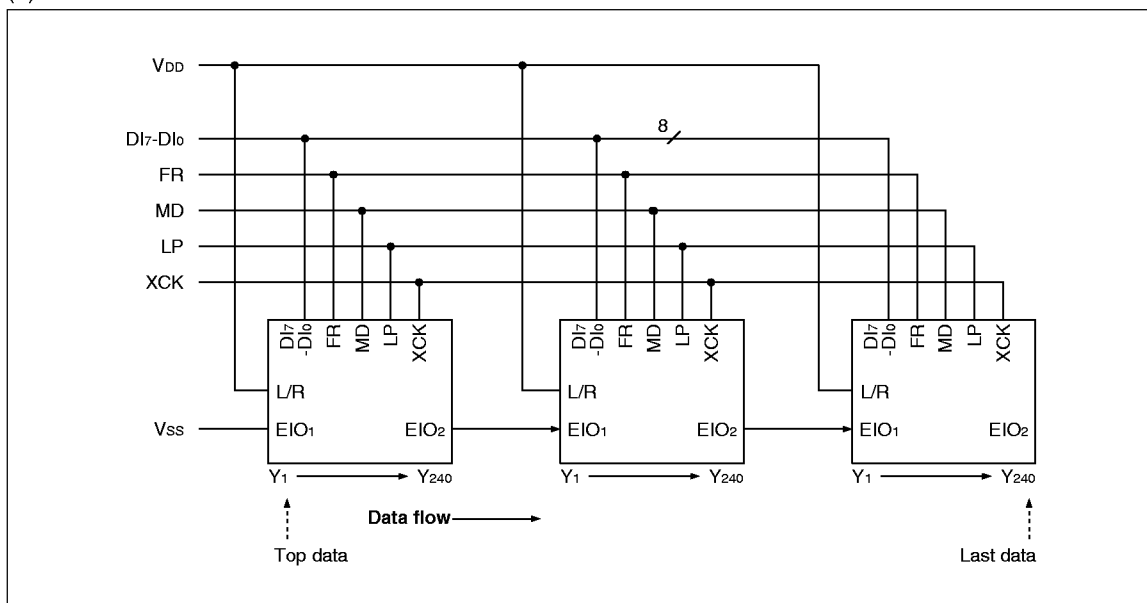 VDD
DI7-DI0
8
FR
MD
LP
XCK
DI7
-DI0
FR
MD
LP
XCK
DI7
-DI0
FR
MD
LP
XCK
DI7
-DI0
FR
MD
LP
XCK
L/R
L/R
L/R
VSS
EIO1
EIO2
EIO1
EIO2
EIO1
EIO2
Y1
Y240
Y1
Y240
Y1
Y240
Data flow
Top data
Last data